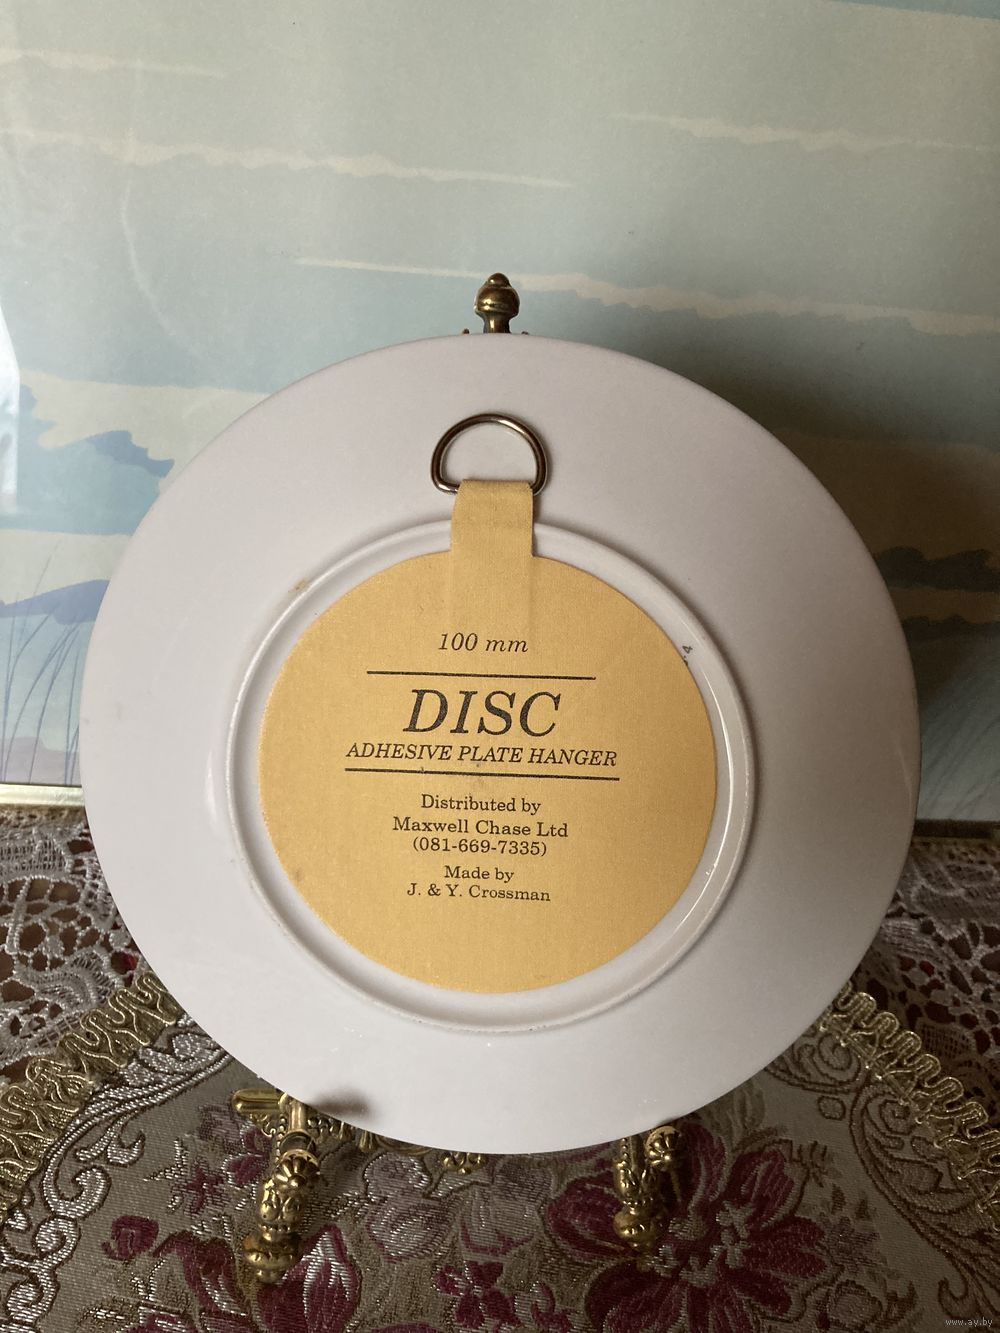 100 mm
DISC
ADHESIVE PLATE HANGER
Distributed by
Maxwell Chase Ltd
(081-669-7335)
Made by
J. & Y. Crossman
www.ay.by